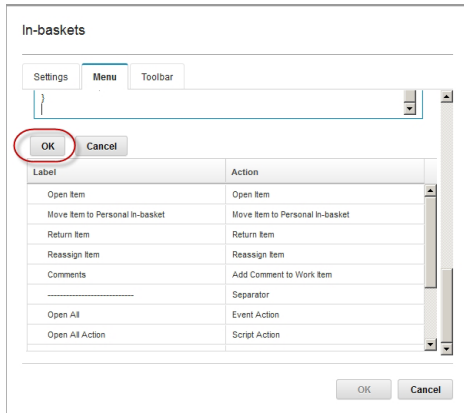 In-baskets
Settings Menu Toolbar
}
OK Cancel
Label Action
Open Item Open Item
Move Item to Personal In-basket Move Item to Personal In-basket
Return Item Return Item
Reassign Item Reassign Item
Comments Add Comment to Work Item
---------------------------- Separator
Open All Event Action
Open All Action Script Action
OK Cancel